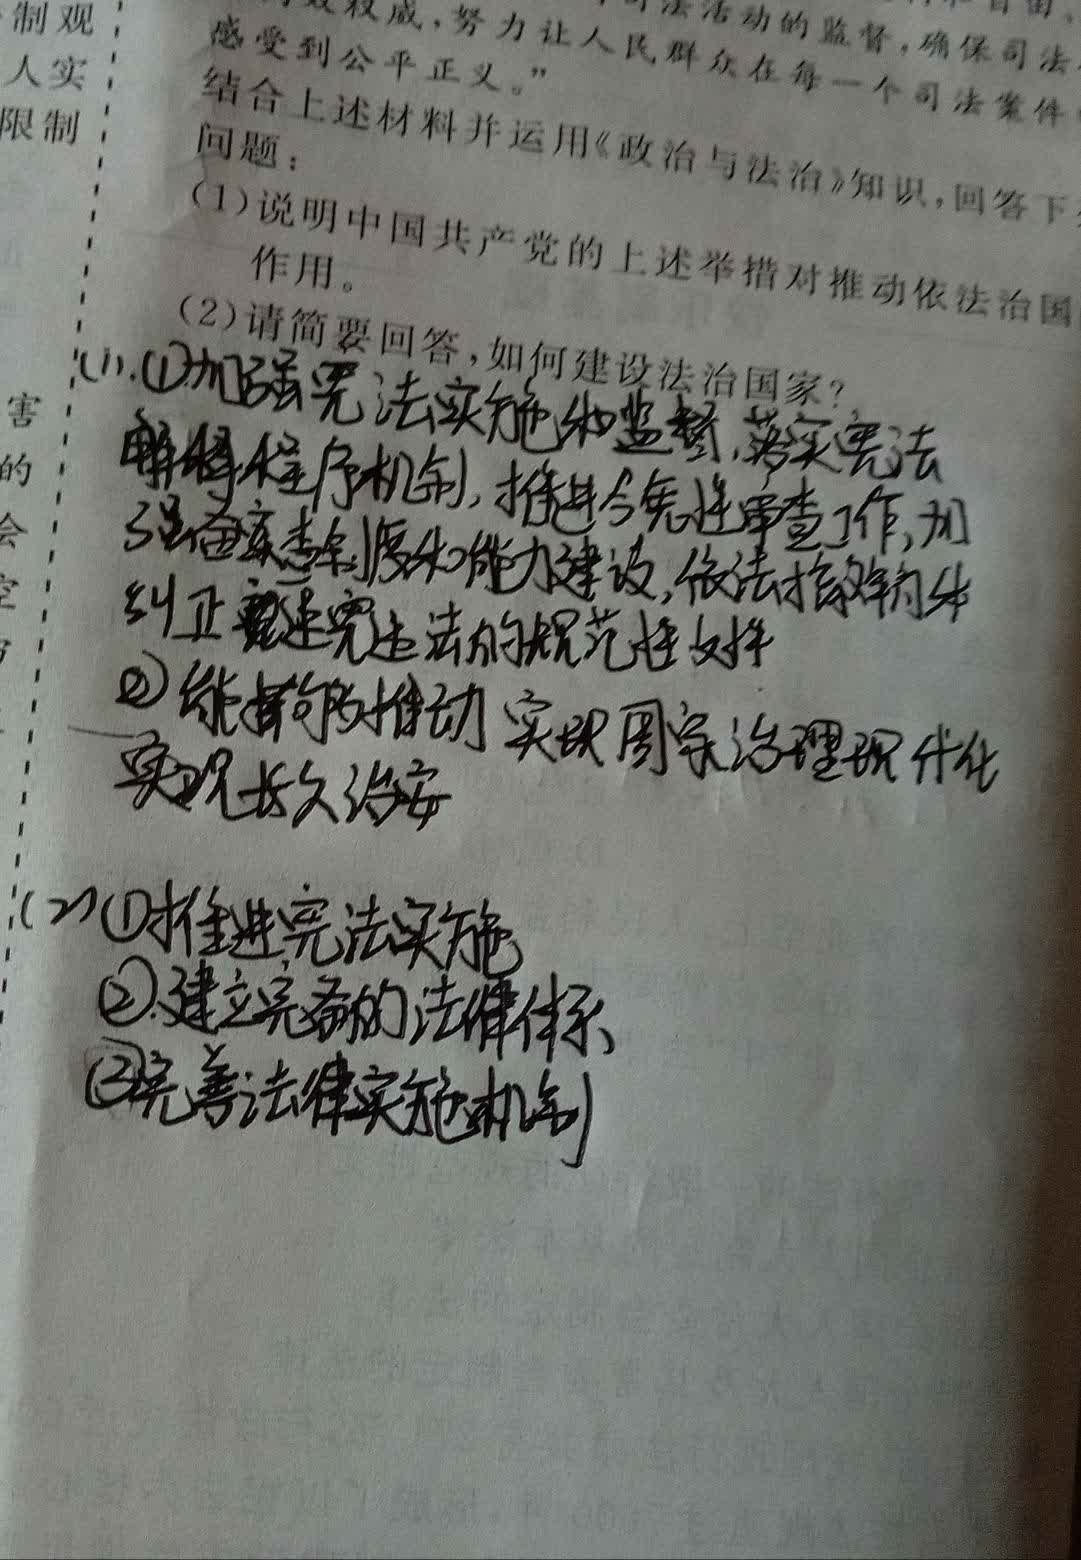 制观
人实
限制
害
的
会
权威,努力让人民群众在每一个司法案件
司法活动的监督,确保司法
感受到公平正义。”
结合上述材料并运用《政治与法治》知识,回答下
问题:
(1)说明中国共产党的上述举措对推动依法治国
作用。
(2)请简要回答,如何建设法治国家?
(1).①加强宪法实施和监督,落实宪法
解释程序机制,推进合宪性审查工作,加
强备案审查制度和能力建设,依法撤销和
纠正违宪违法的规范性文件
②能够推动 实现国家治理现代化
实现长久治安
(2)①推进宪法实施
②.建立完备的法律体系、
③完善法律实施机制